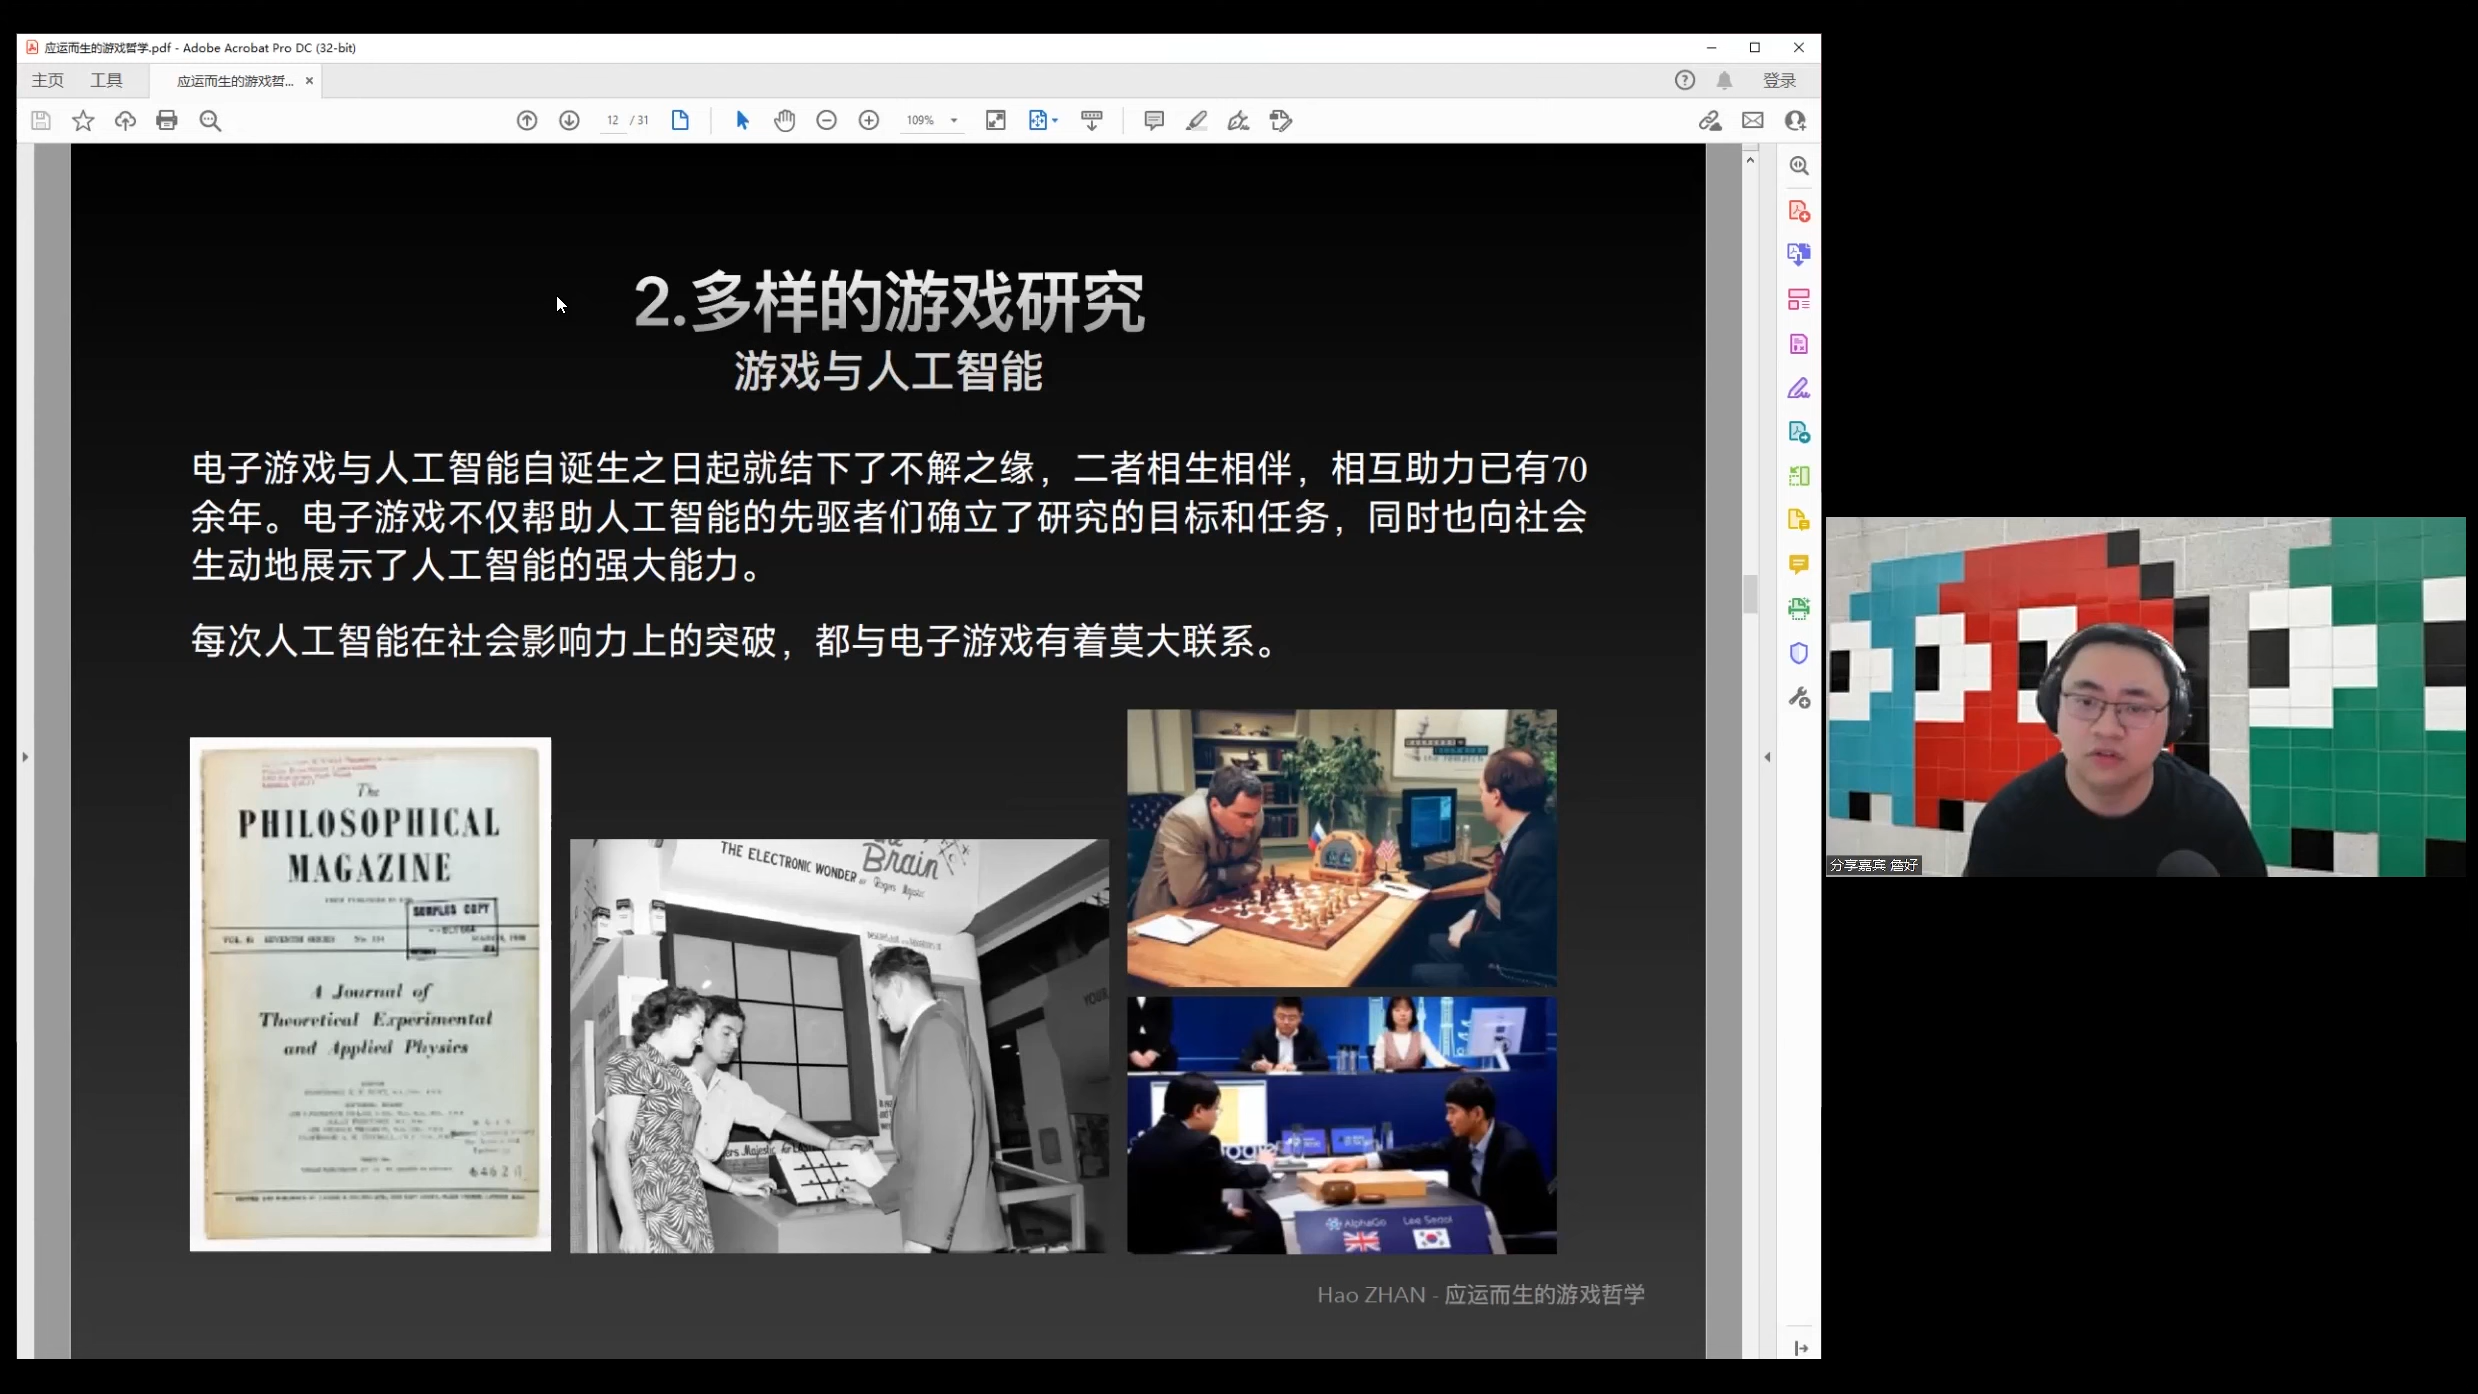 应运而生的游戏哲学.pdf - Adobe Acrobat Pro DC (32-bit)
主页 工具 应运而生的游戏哲... × 登录
12 / 31 109%
2.多样的游戏研究
游戏与人工智能
电子游戏与人工智能自诞生之日起就结下了不解之缘，二者相生相伴，相互助力已有70
余年。电子游戏不仅帮助人工智能的先驱者们确立了研究的目标和任务，同时也向社会
生动地展示了人工智能的强大能力。
每次人工智能在社会影响力上的突破，都与电子游戏有着莫大联系。
The
PHILOSOPHICAL
MAGAZINE
SURPLUS COPY
A Journal of
Theoretical Experimental
and Applied Physics
THE ELECTRONIC WONDER
Brain
the rematch
AlphaGo Lee Sedol
分享嘉宾 詹好
Hao ZHAN - 应运而生的游戏哲学